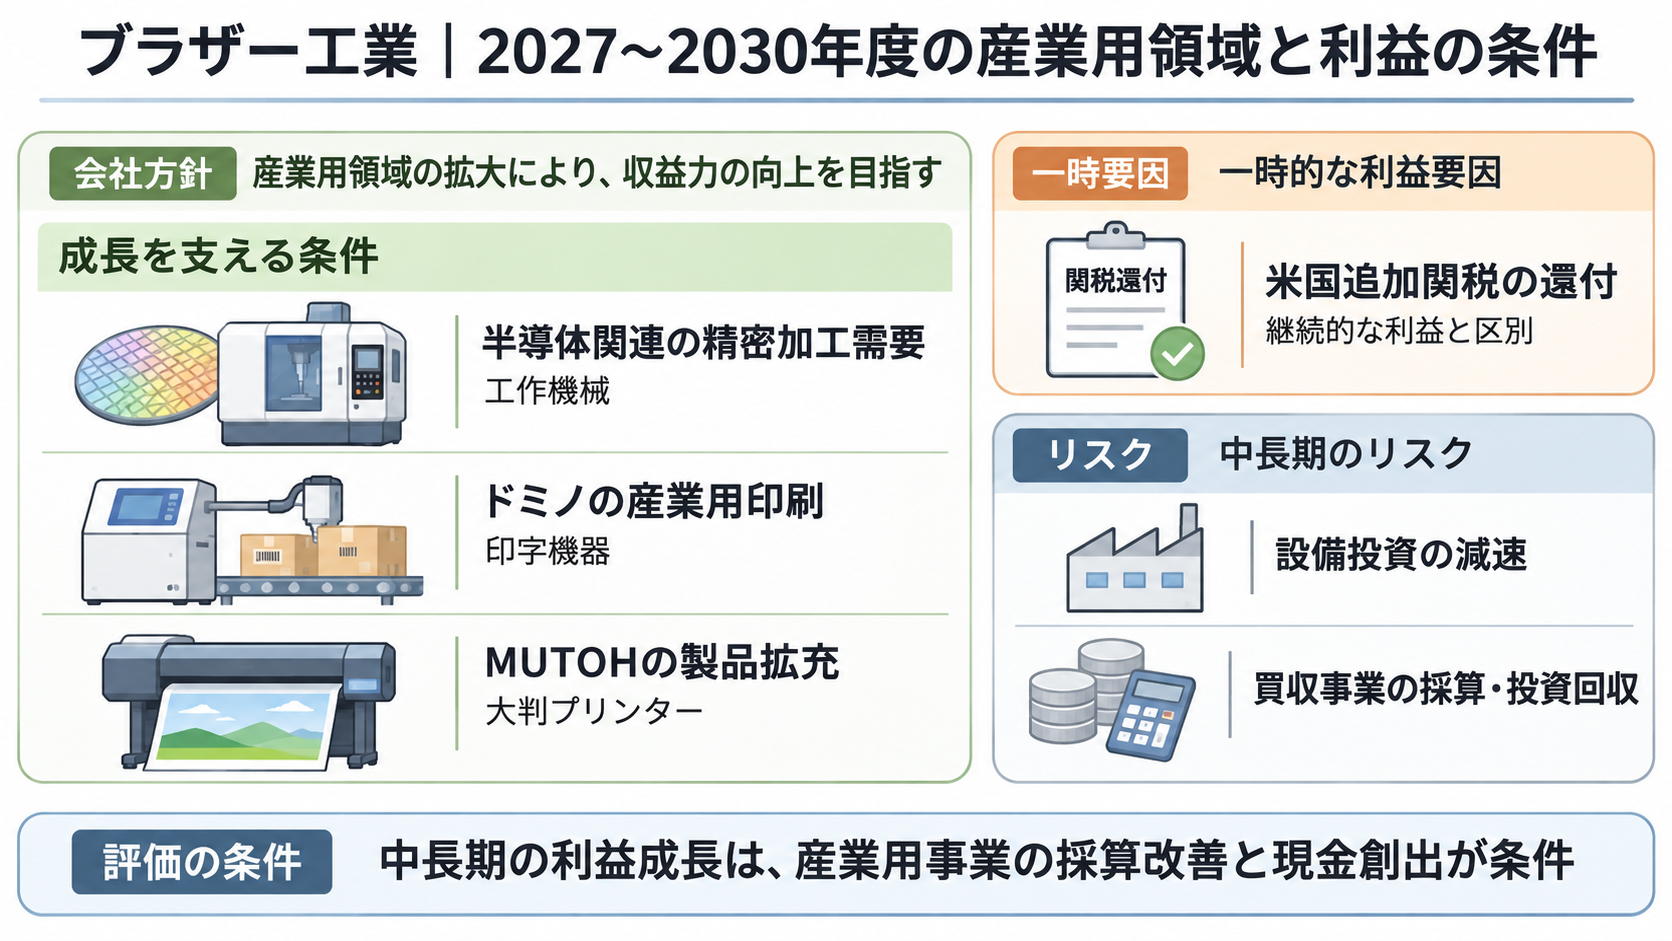 ブラザー工業｜2027～2030年度の産業用領域と利益の条件
会社方針
産業用領域の拡大により、収益力の向上を目指す
成長を支える条件
半導体関連の精密加工需要
工作機械
ドミノの産業用印刷
印字機器
MUTOHの製品拡充
大判プリンター
一時要因
一時的な利益要因
関税還付
米国追加関税の還付
継続的な利益と区別
リスク
中長期のリスク
設備投資の減速
買収事業の採算・投資回収
評価の条件
中長期の利益成長は、産業用事業の採算改善と現金創出が条件